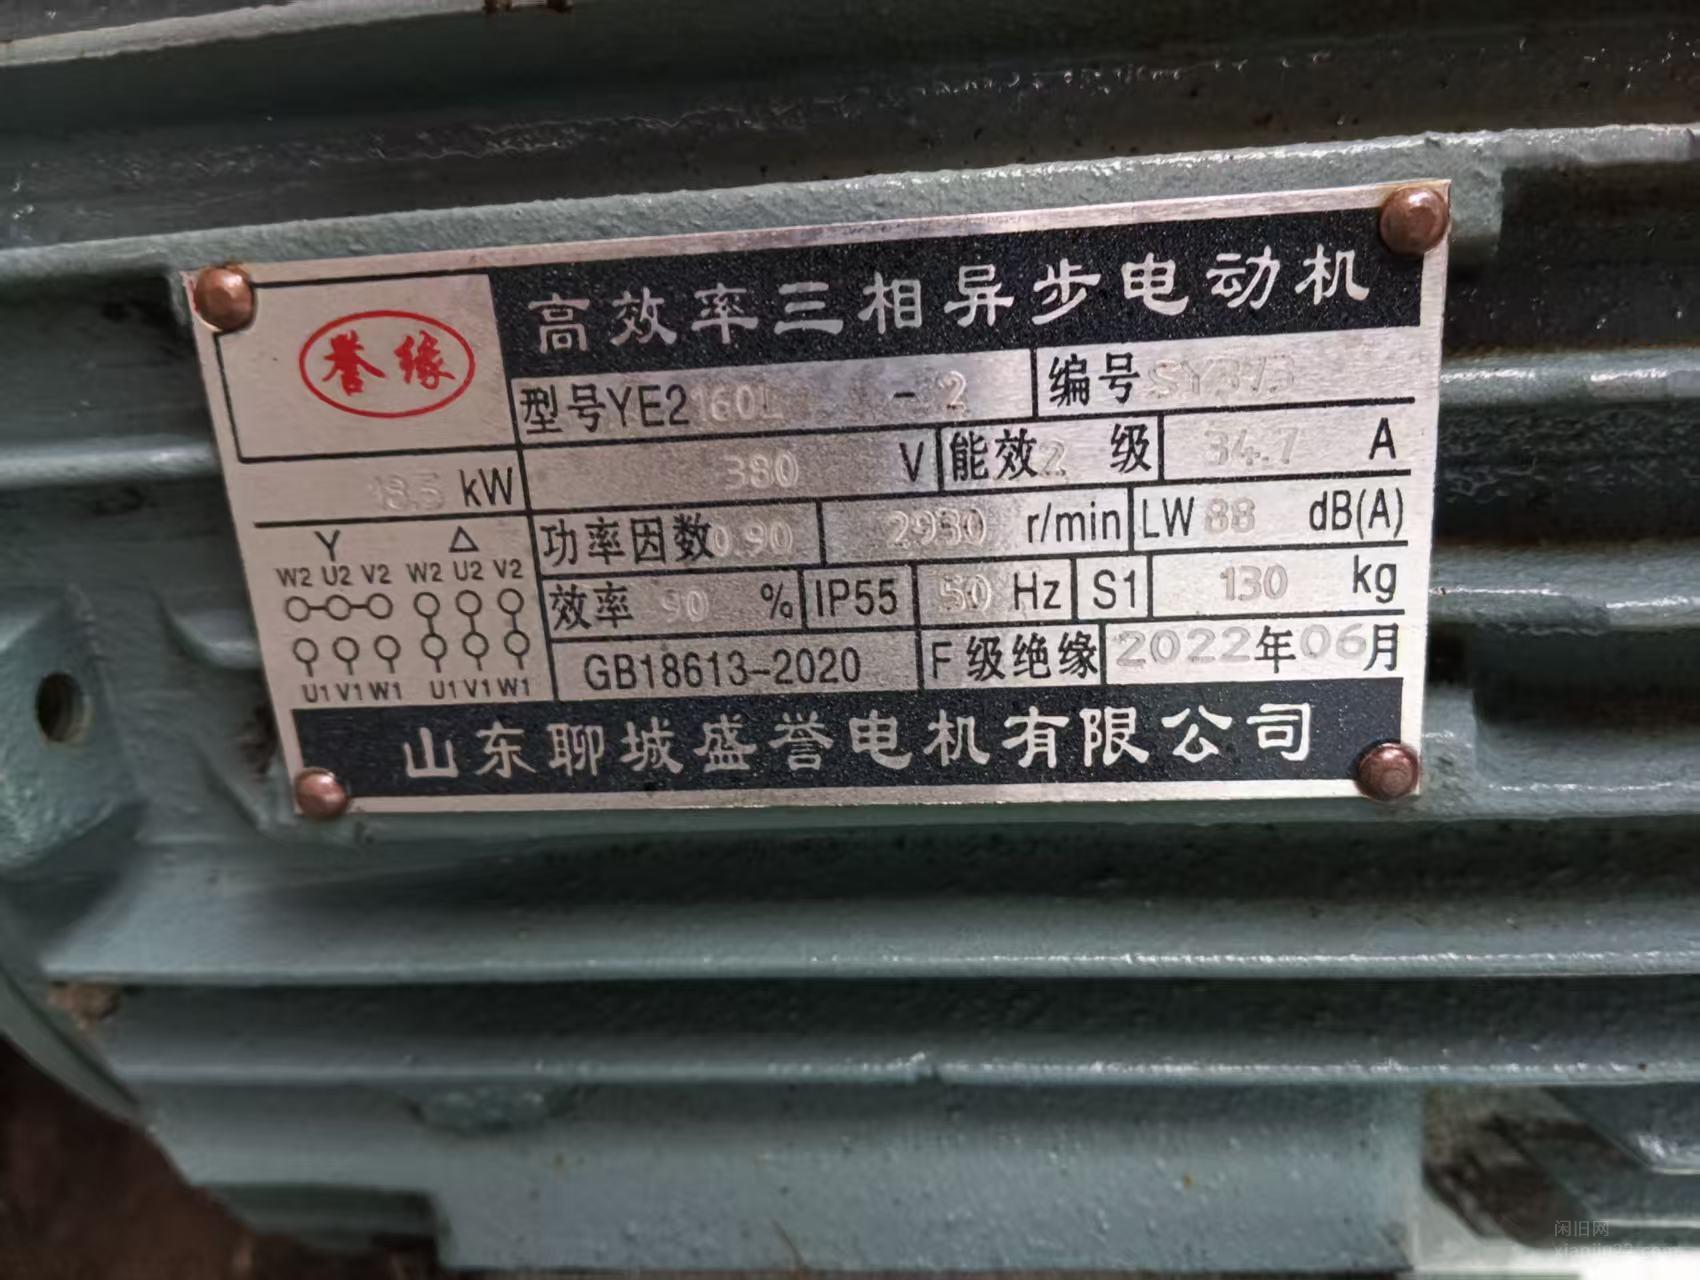 誉缘
高效率三相异步电动机
型号YE2 160L - 2 编号 SY373
18.5 kW 380 V 能效 2 级 34.7 A
功率因数 0.90 2930 r/min LW 88 dB(A)
效率 90 % IP55 50 Hz S1 130 kg
GB18613-2020 F级绝缘 2022年06月
Y △
W2 U2 V2 W2 U2 V2
U1 V1 W1 U1 V1 W1
山东聊城盛誉电机有限公司
闲旧网